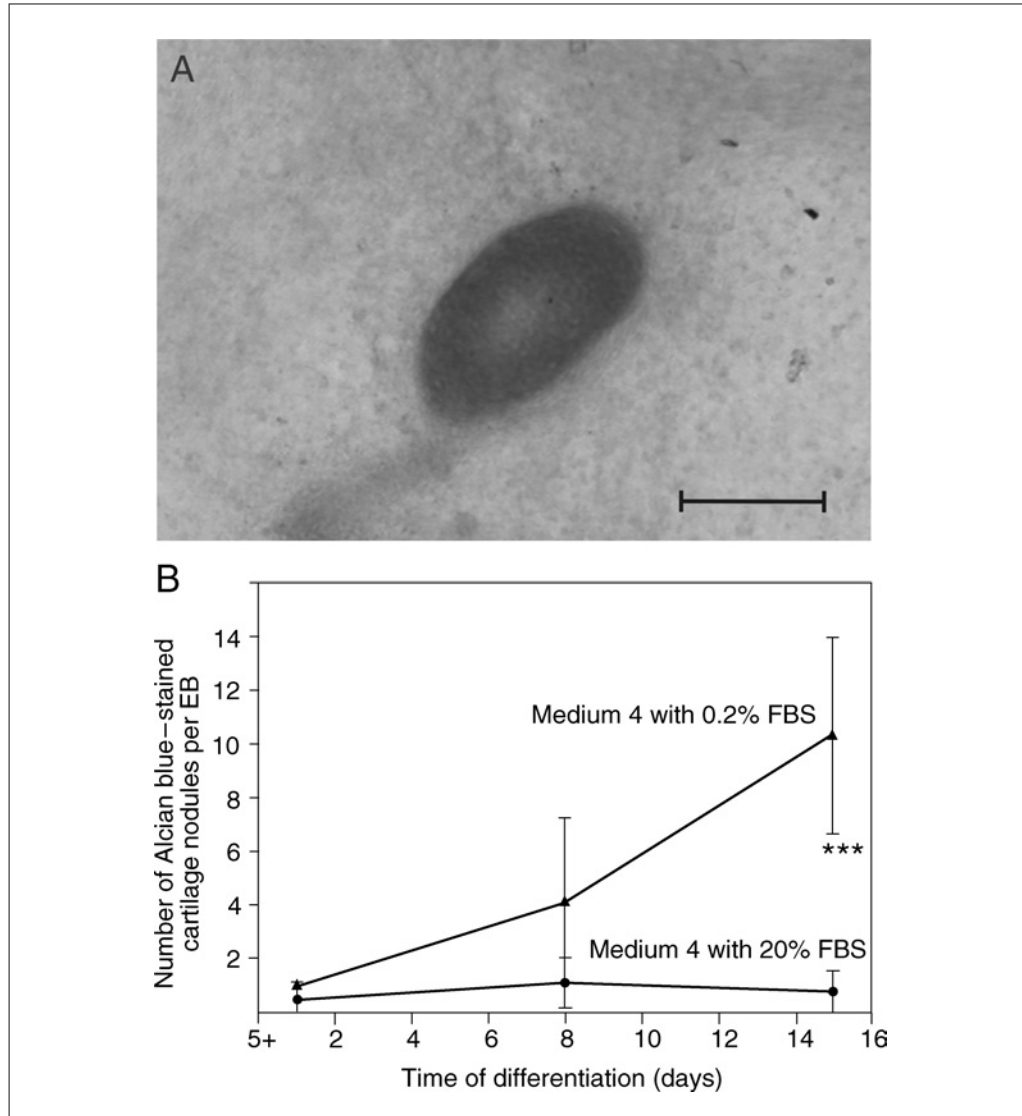 A
B
Number of Alcian blue−stained
cartilage nodules per EB
14
12
10
8
6
4
2
Medium 4 with 0.2% FBS
***
Medium 4 with 20% FBS
5+ 2 4 6 8 10 12 14 16
Time of differentiation (days)